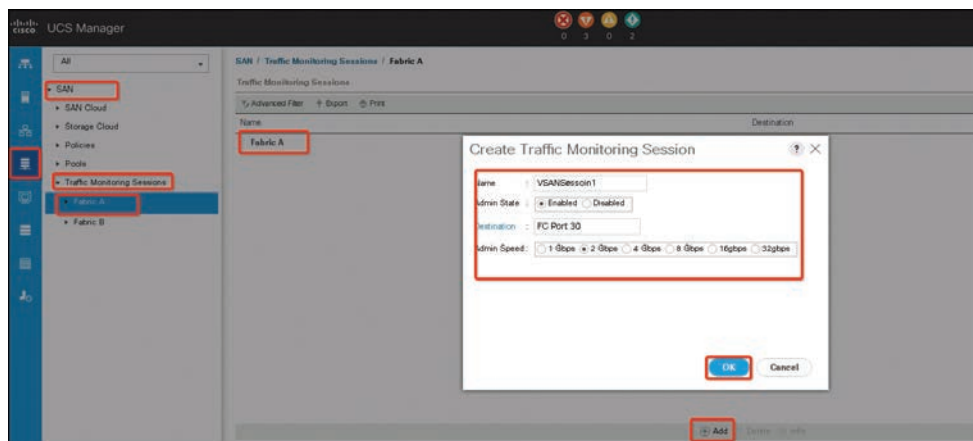 cisco UCS Manager
0 3 0 2
All
SAN
SAN Cloud
Storage Cloud
Policies
Pools
Traffic Monitoring Sessions
Fabric A
Fabric B
SAN / Traffic Monitoring Sessions / Fabric A
Traffic Monitoring Sessions
Advanced Filter Export Print
Name Destination
Fabric A
Create Traffic Monitoring Session ? ×
Name : VSANSessoin1
Admin State : Enabled Disabled
Destination : FC Port 30
Admin Speed : 1 Gbps 2 Gbps 4 Gbps 8 Gbps 16gbps 32gbps
OK Cancel
Add Delete Info